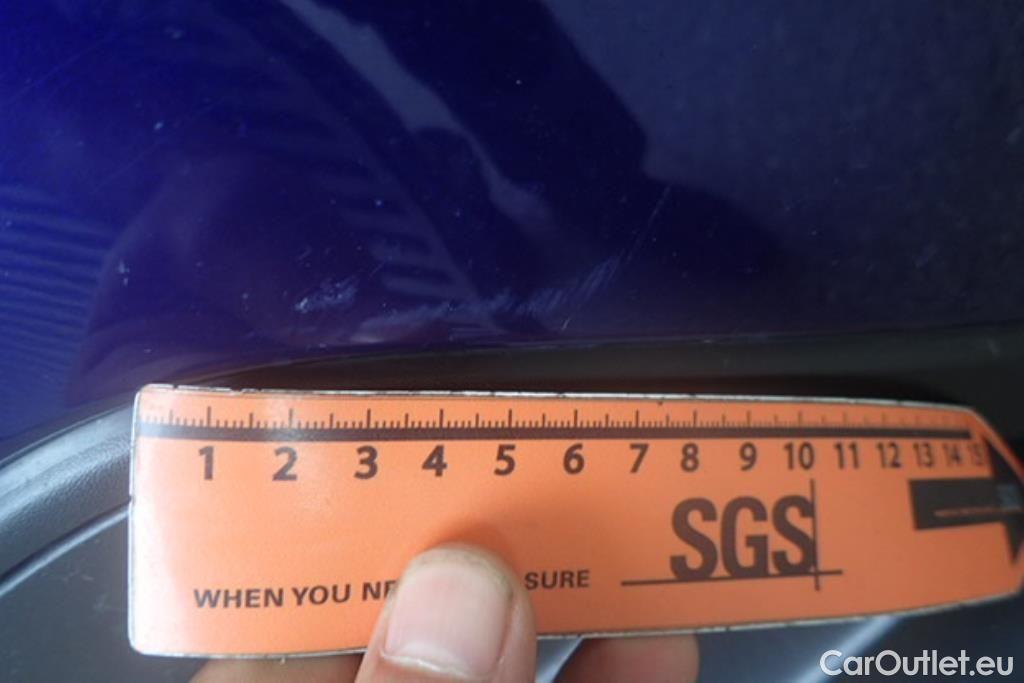 1 2 3 4 5 6 7 8 9 10 11 12 13 14 15
SGS
WHEN YOU SURE
CarOutlet.eu